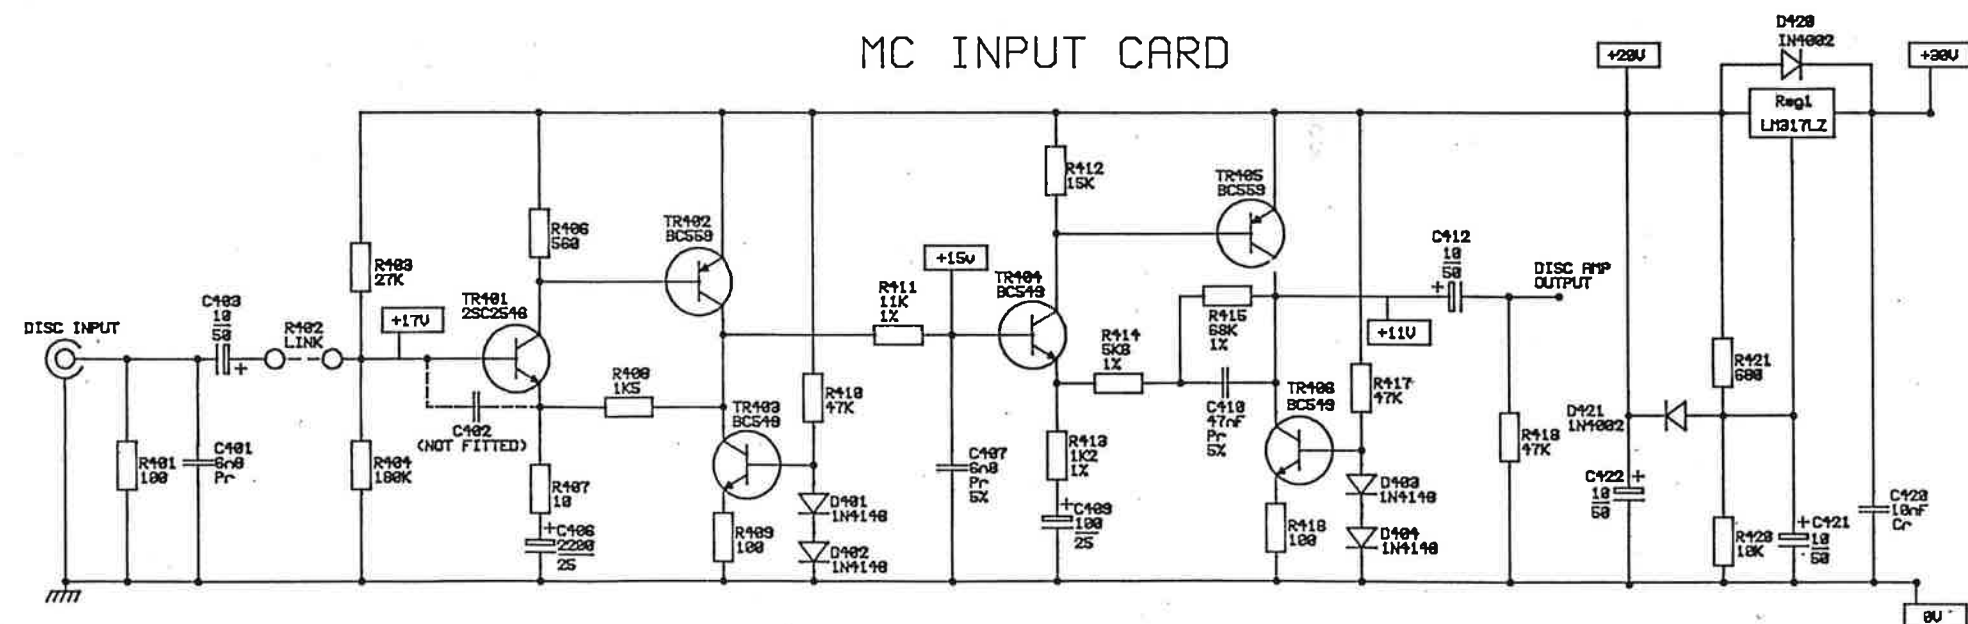 MC INPUT CARD
DISC INPUT
C403
10
50
R402
LINK
R401
100
C401
6n8
Pr
R403
27K
R404
180K
+17V
TR401
2SC2546
C402
(NOT FITTED)
R406
560
R407
10
C406
2200
25
R408
1K5
TR402
BC559
TR403
BC549
R409
100
R410
47K
D401
1N4148
D402
1N4148
R411
11K
1%
+15v
C407
6n8
Pr
5%
TR404
BC549
R412
15K
R413
1K2
1%
C409
100
25
R414
5K8
1%
R415
68K
1%
C410
47nF
Pr
5%
TR405
BC559
TR406
BC549
R418
100
R417
47K
D403
1N4148
D404
1N4148
+11V
C412
10
50
DISC AMP
OUTPUT
R418
47K
+29V
D421
1N4002
C422
10
50
R421
680
R420
10K
D420
IN4002
Reg1
LM317LZ
C421
10
50
C420
10nF
Cr
+30V
0V